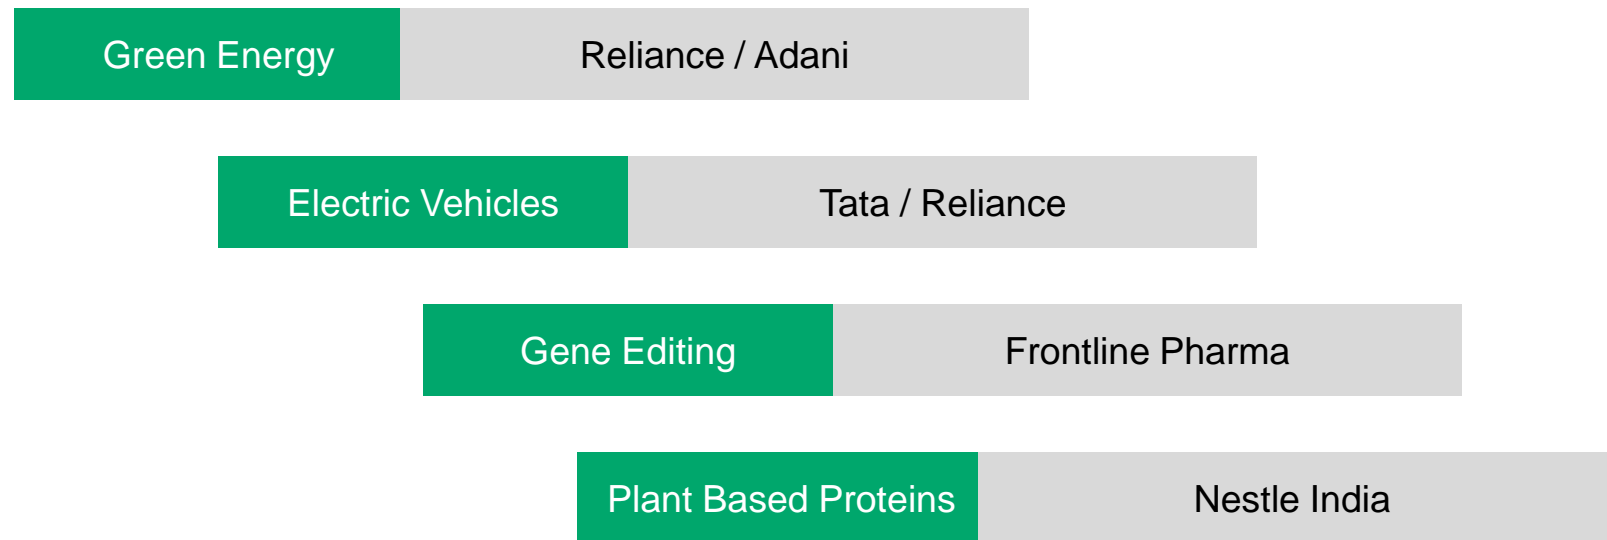 Green Energy Reliance / Adani
Electric Vehicles Tata / Reliance
Gene Editing Frontline Pharma
Plant Based Proteins Nestle India